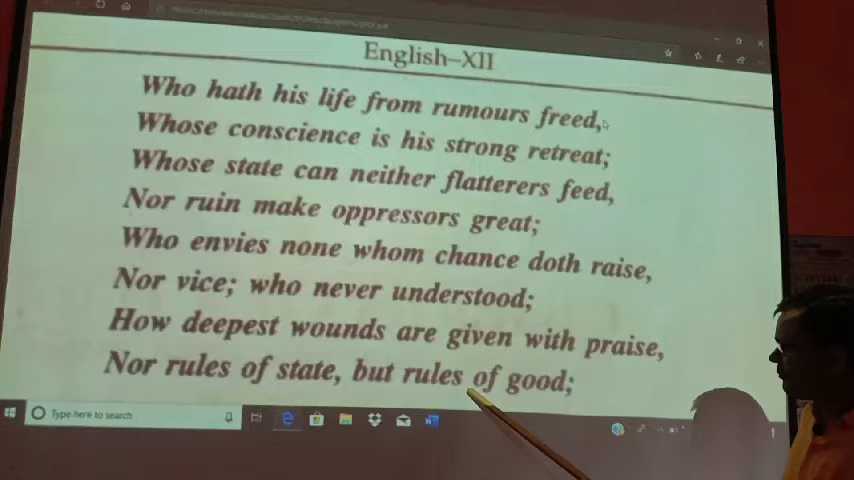 English–XII
Who hath his life from rumours freed,
Whose conscience is his strong retreat;
Whose state can neither flatterers feed,
Nor ruin make oppressors great;
Who envies none whom chance doth raise,
Nor vice; who never understood;
How deepest wounds are given with praise,
Nor rules of state, but rules of good;
Type here to search